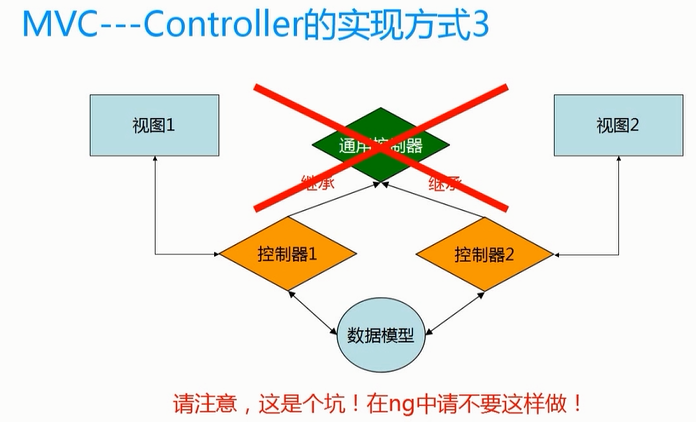 MVC---Controller的实现方式3
视图1
通用控制器
视图2
继承
继承
控制器1
控制器2
数据模型
请注意，这是个坑！在ng中请不要这样做！